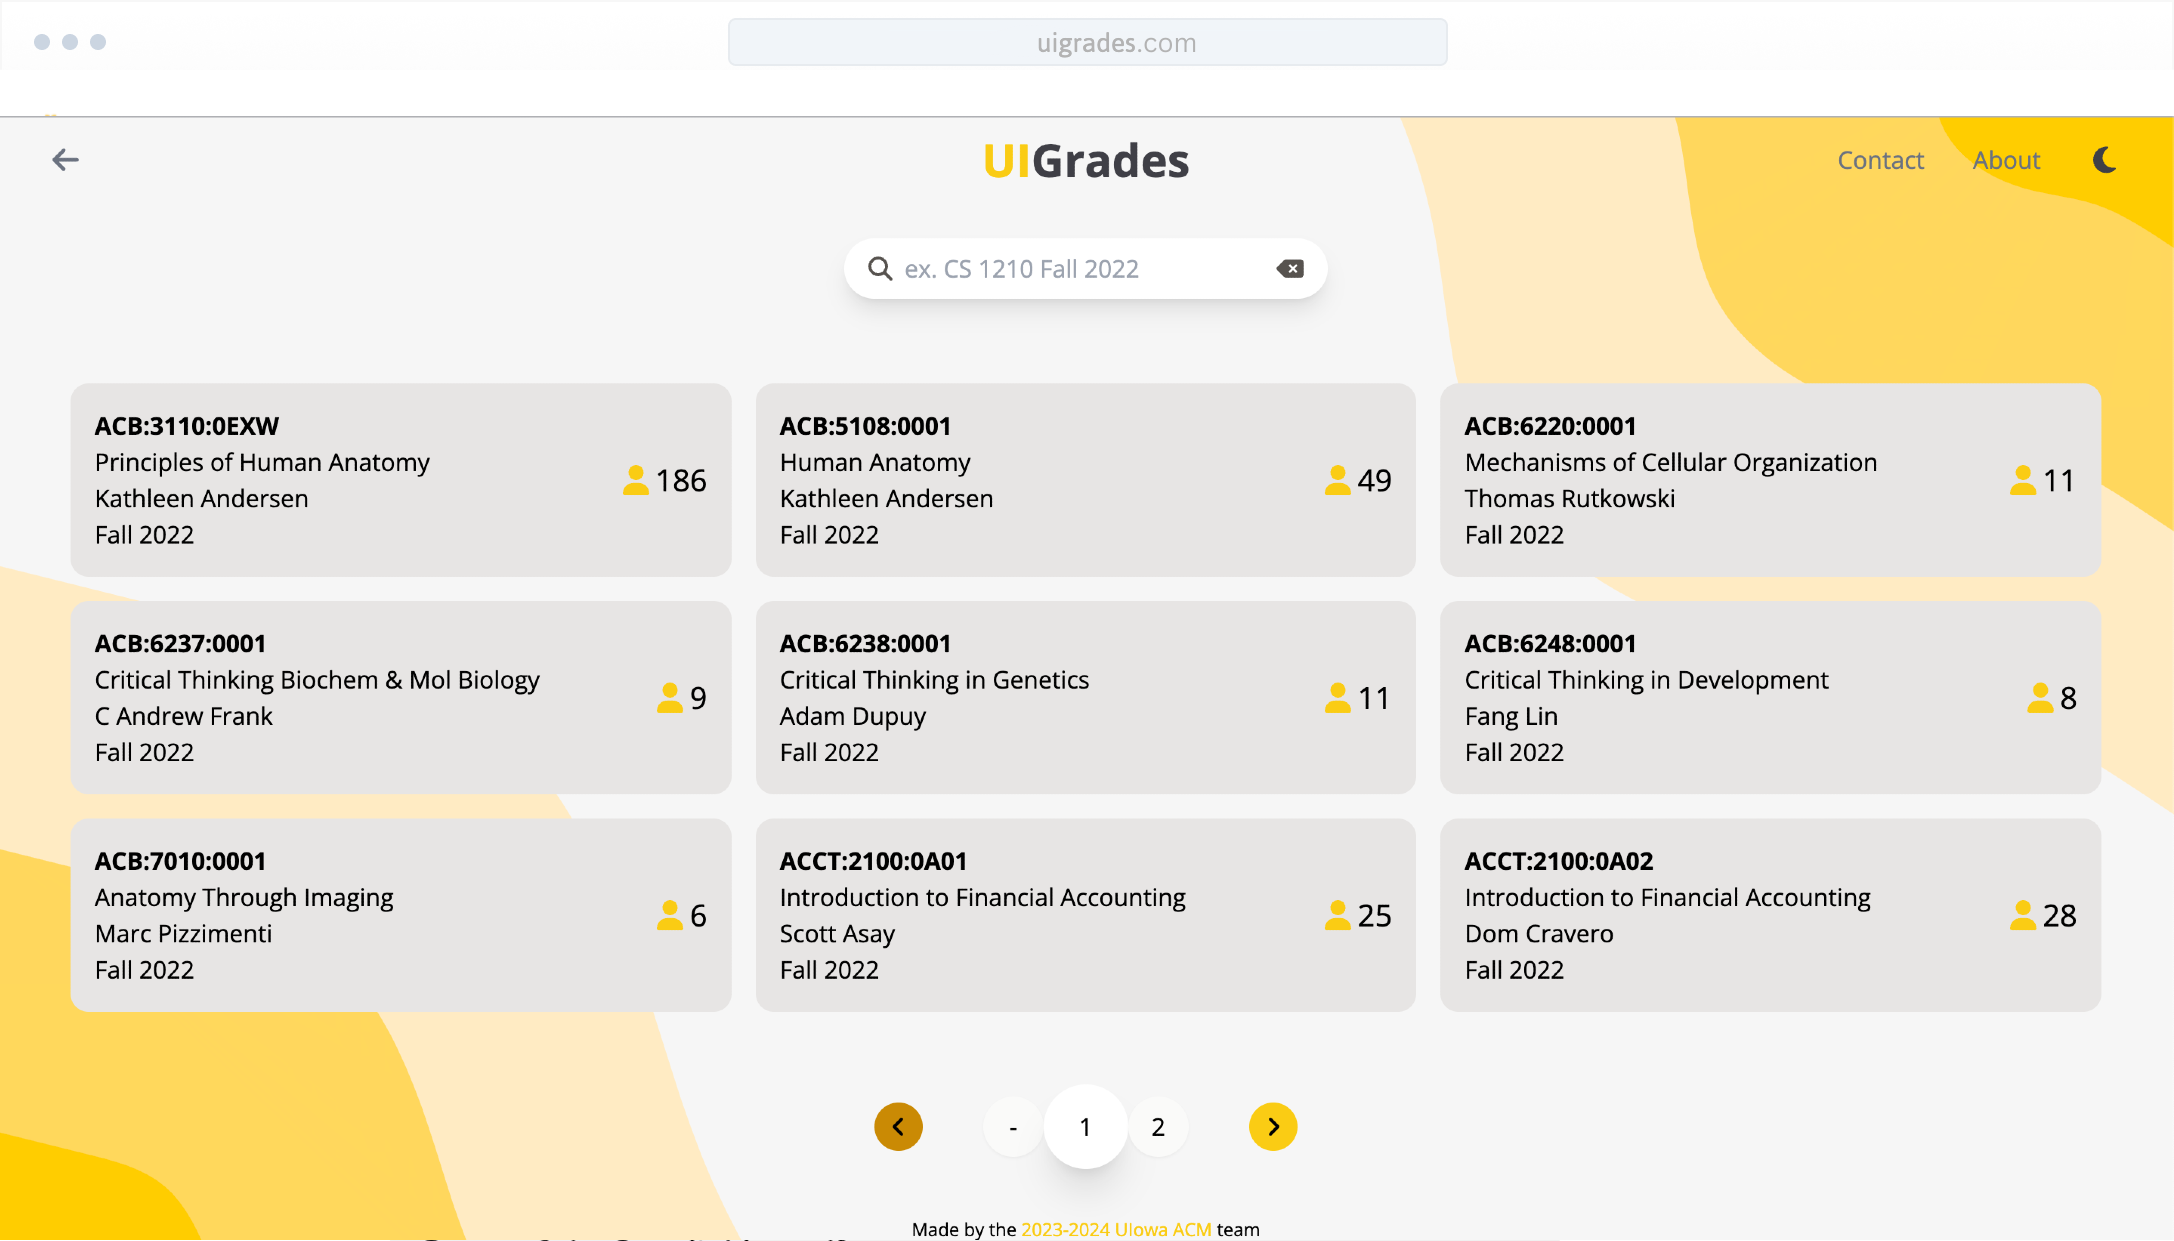 uigrades.com
UIGrades
Contact
About
ex. CS 1210 Fall 2022
ACB:3110:0EXW
Principles of Human Anatomy
Kathleen Andersen
Fall 2022
186
ACB:5108:0001
Human Anatomy
Kathleen Andersen
Fall 2022
49
ACB:6220:0001
Mechanisms of Cellular Organization
Thomas Rutkowski
Fall 2022
11
ACB:6237:0001
Critical Thinking Biochem & Mol Biology
C Andrew Frank
Fall 2022
9
ACB:6238:0001
Critical Thinking in Genetics
Adam Dupuy
Fall 2022
11
ACB:6248:0001
Critical Thinking in Development
Fang Lin
Fall 2022
8
ACB:7010:0001
Anatomy Through Imaging
Marc Pizzimenti
Fall 2022
6
ACCT:2100:0A01
Introduction to Financial Accounting
Scott Asay
Fall 2022
25
ACCT:2100:0A02
Introduction to Financial Accounting
Dom Cravero
Fall 2022
28
- 1 2
Made by the 2023-2024 UIowa ACM team